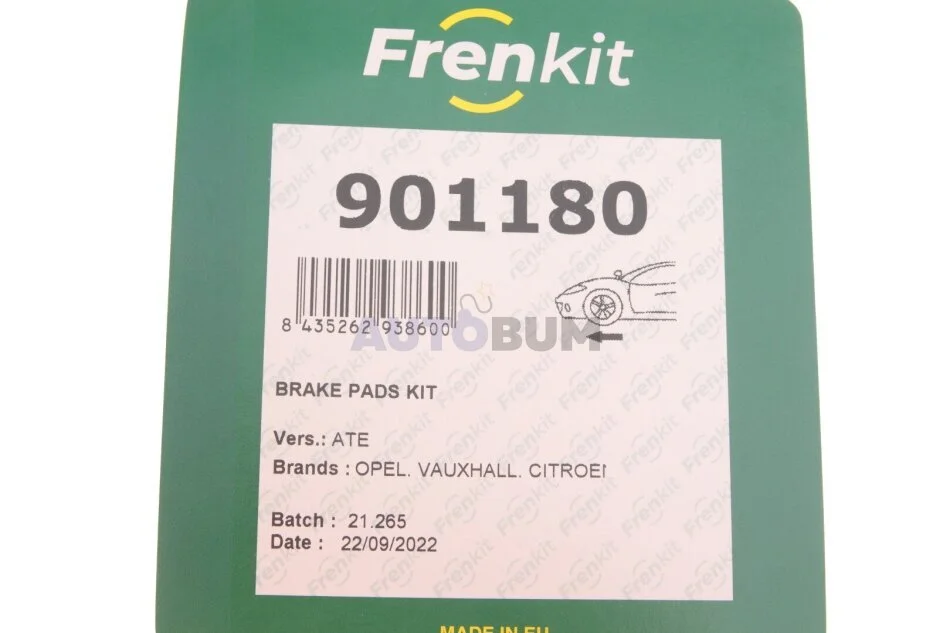 Frenkit
901180
8 435262 938600
AUTOBUM
BRAKE PADS KIT
Vers.: ATE
Brands : OPEL. VAUXHALL. CITROEI
Batch : 21.265
Date : 22/09/2022
MADE IN EU